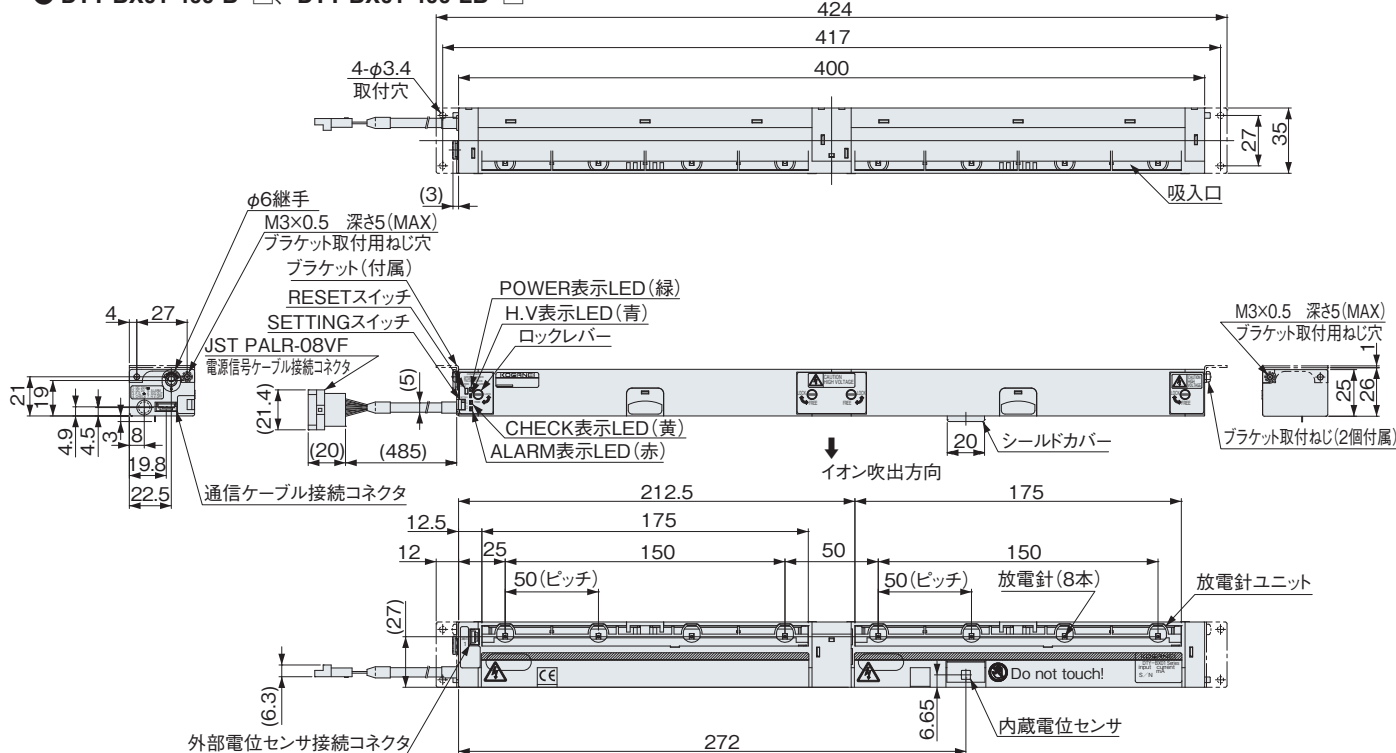 424
417
4-φ3.4
取付穴
400
27
35
(3)
吸入口
φ6継手
M3×0.5　深さ5(MAX)
ブラケット取付用ねじ穴
ブラケット(付属)
RESETスイッチ
SETTINGスイッチ
JST PALR-08VF
電源信号ケーブル接続コネクタ
POWER表示LED(緑)
H.V表示LED(青)
ロックレバー
M3×0.5　深さ5(MAX)
ブラケット取付用ねじ穴
4
27
21
19
4.9
4.5
3
8
19.8
22.5
通信ケーブル接続コネクタ
(21.4)
(20)
(485)
(5)
KOGANEI
CAUTION
HIGH VOLTAGE
FREE
FREE
FREE
FREE
CHECK表示LED(黄)
ALARM表示LED(赤)
イオン吹出方向
20
シールドカバー
1
25
26
ブラケット取付ねじ(2個付属)
212.5
175
12.5
175
12
25
150
50
150
50(ピッチ)
50(ピッチ)
放電針(8本)
放電針ユニット
(27)
(6.3)
CE
Do not touch!
KOGANEI
S／N
6.65
内蔵電位センサ
外部電位センサ接続コネクタ
272